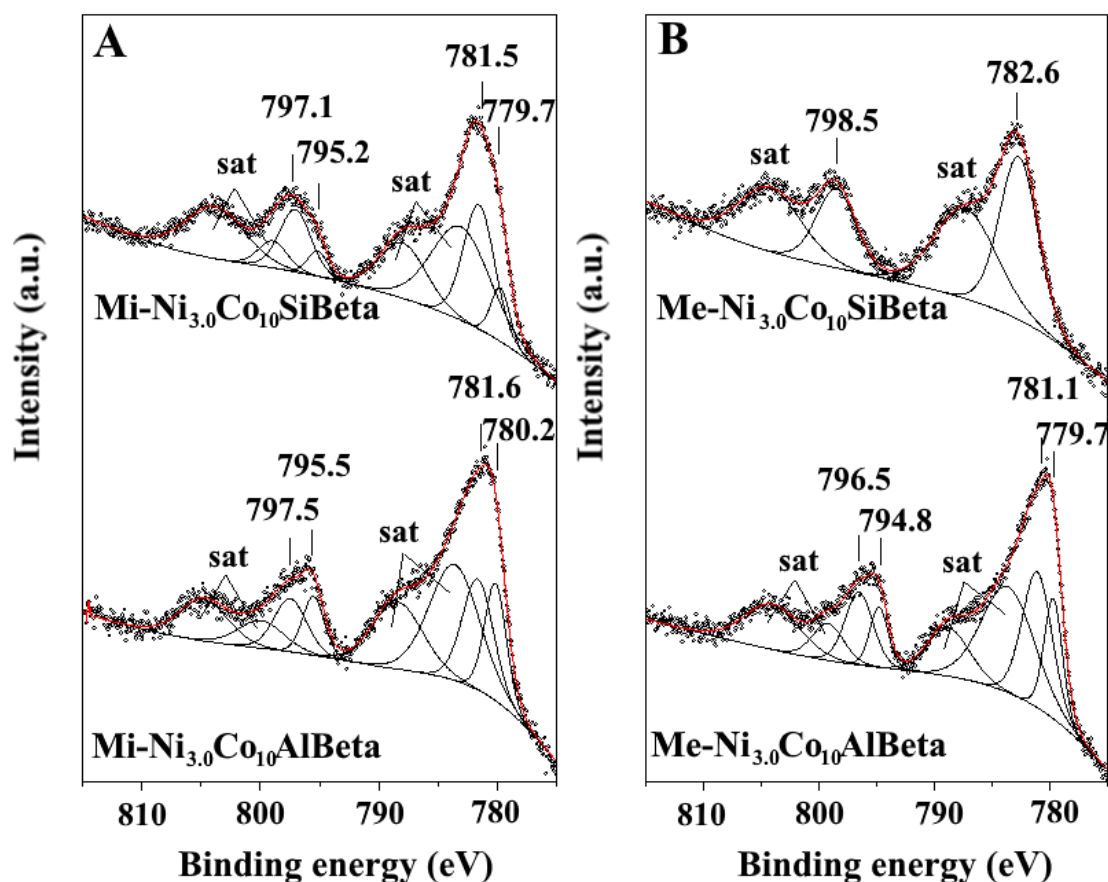 A
781.5
797.1
779.7
795.2
sat
sat
Mi-Ni3.0Co10SiBeta
781.6
780.2
795.5
797.5
sat
sat
Mi-Ni3.0Co10AlBeta
810 800 790 780
Binding energy (eV)
Intensity (a.u.)
Intensity (a.u.)
B
782.6
798.5
sat
sat
Me-Ni3.0Co10SiBeta
781.1
779.7
796.5
794.8
sat
sat
Me-Ni3.0Co10AlBeta
810 800 790 780
Binding energy (eV)
Intensity (a.u.)
Intensity (a.u.)